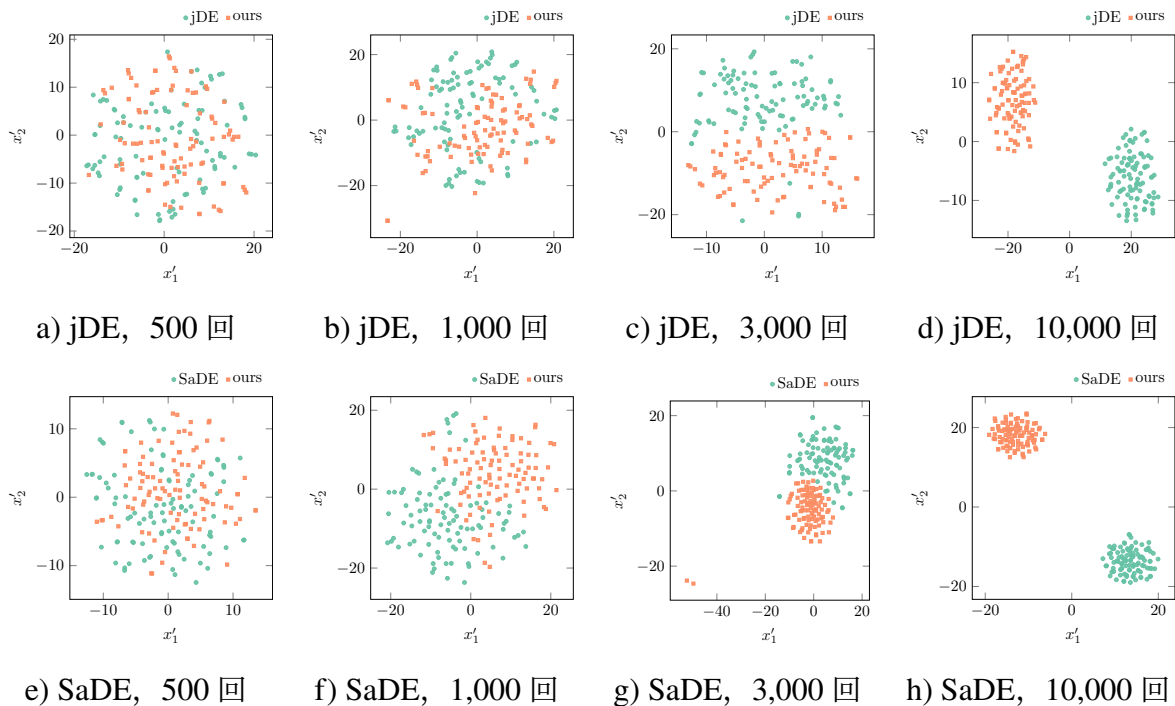 jDE ours
jDE ours
jDE ours
jDE ours
20
10
0
−10
−20
−20 0 20
x′1
x′2
20
0
−20
−20 0 20
x′1
x′2
20
0
−20
−10 0 10
x′1
x′2
10
0
−10
−20 0 20
x′1
x′2
a) jDE, 500 回
b) jDE, 1,000 回
c) jDE, 3,000 回
d) jDE, 10,000 回
SaDE ours
SaDE ours
SaDE ours
SaDE ours
10
0
−10
−10 0 10
x′1
x′2
20
0
−20
−20 0 20
x′1
x′2
20
0
−20
−40 −20 0 20
x′1
x′2
20
0
−20
−20 0 20
x′1
x′2
e) SaDE, 500 回
f) SaDE, 1,000 回
g) SaDE, 3,000 回
h) SaDE, 10,000 回